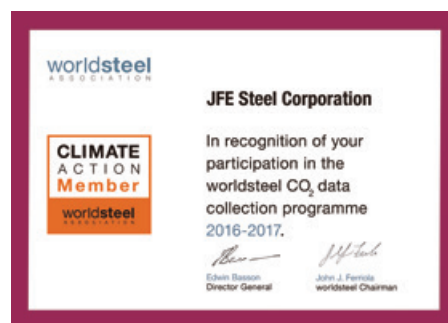 worldsteel
ASSOCIATION
JFE Steel Corporation
CLIMATE
ACTION
Member
worldsteel
ASSOCIATION
In recognition of your
participation in the
worldsteel CO₂ data
collection programme
2016-2017.
Edwin Basson
Director General
John J. Ferriola
worldsteel Chairman